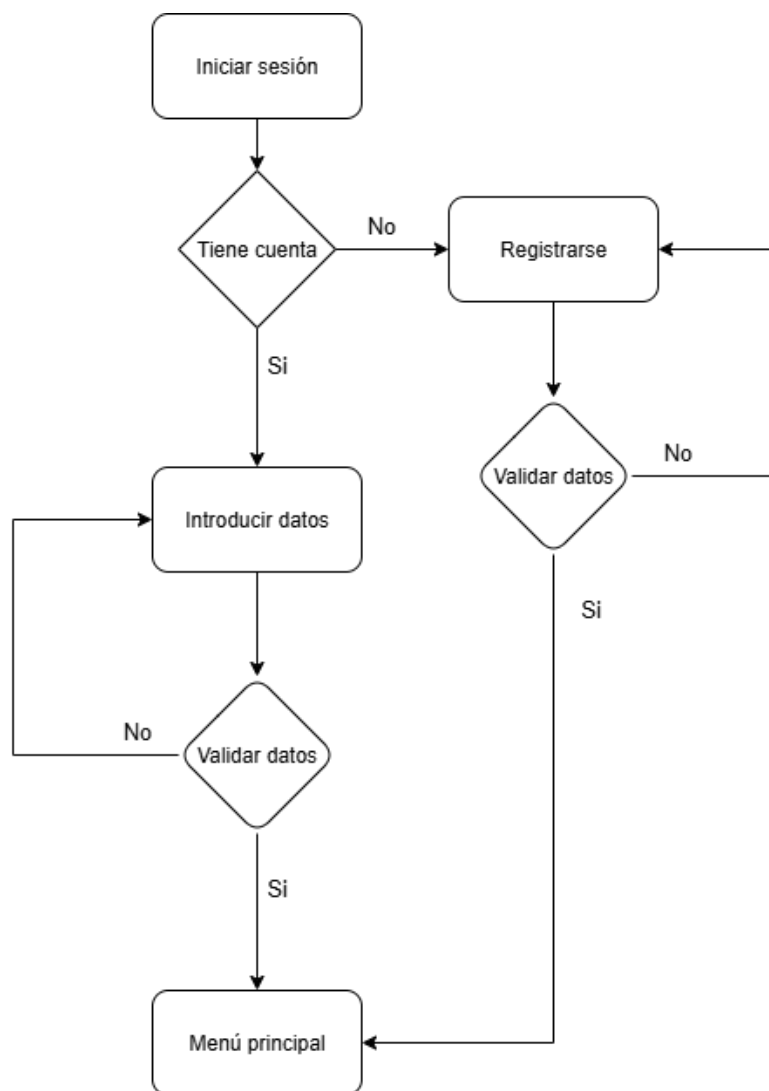 Iniciar sesión
Tiene cuenta
No
Registrarse
Si
Validar datos
No
Introducir datos
Si
No
Validar datos
Si
Menú principal